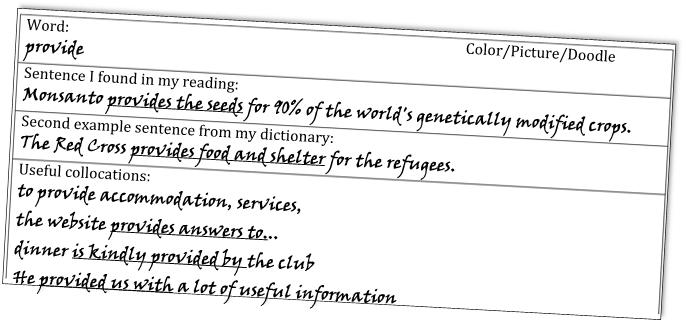 Word:
Color/Picture/Doodle
provide
Sentence I found in my reading:
Monsanto provides the seeds for 90% of the world's genetically modified crops.
Second example sentence from my dictionary:
The Red Cross provides food and shelter for the refugees.
Useful collocations:
to provide accommodation, services,
the website provides answers to...
dinner is kindly provided by the club
He provided us with a lot of useful information